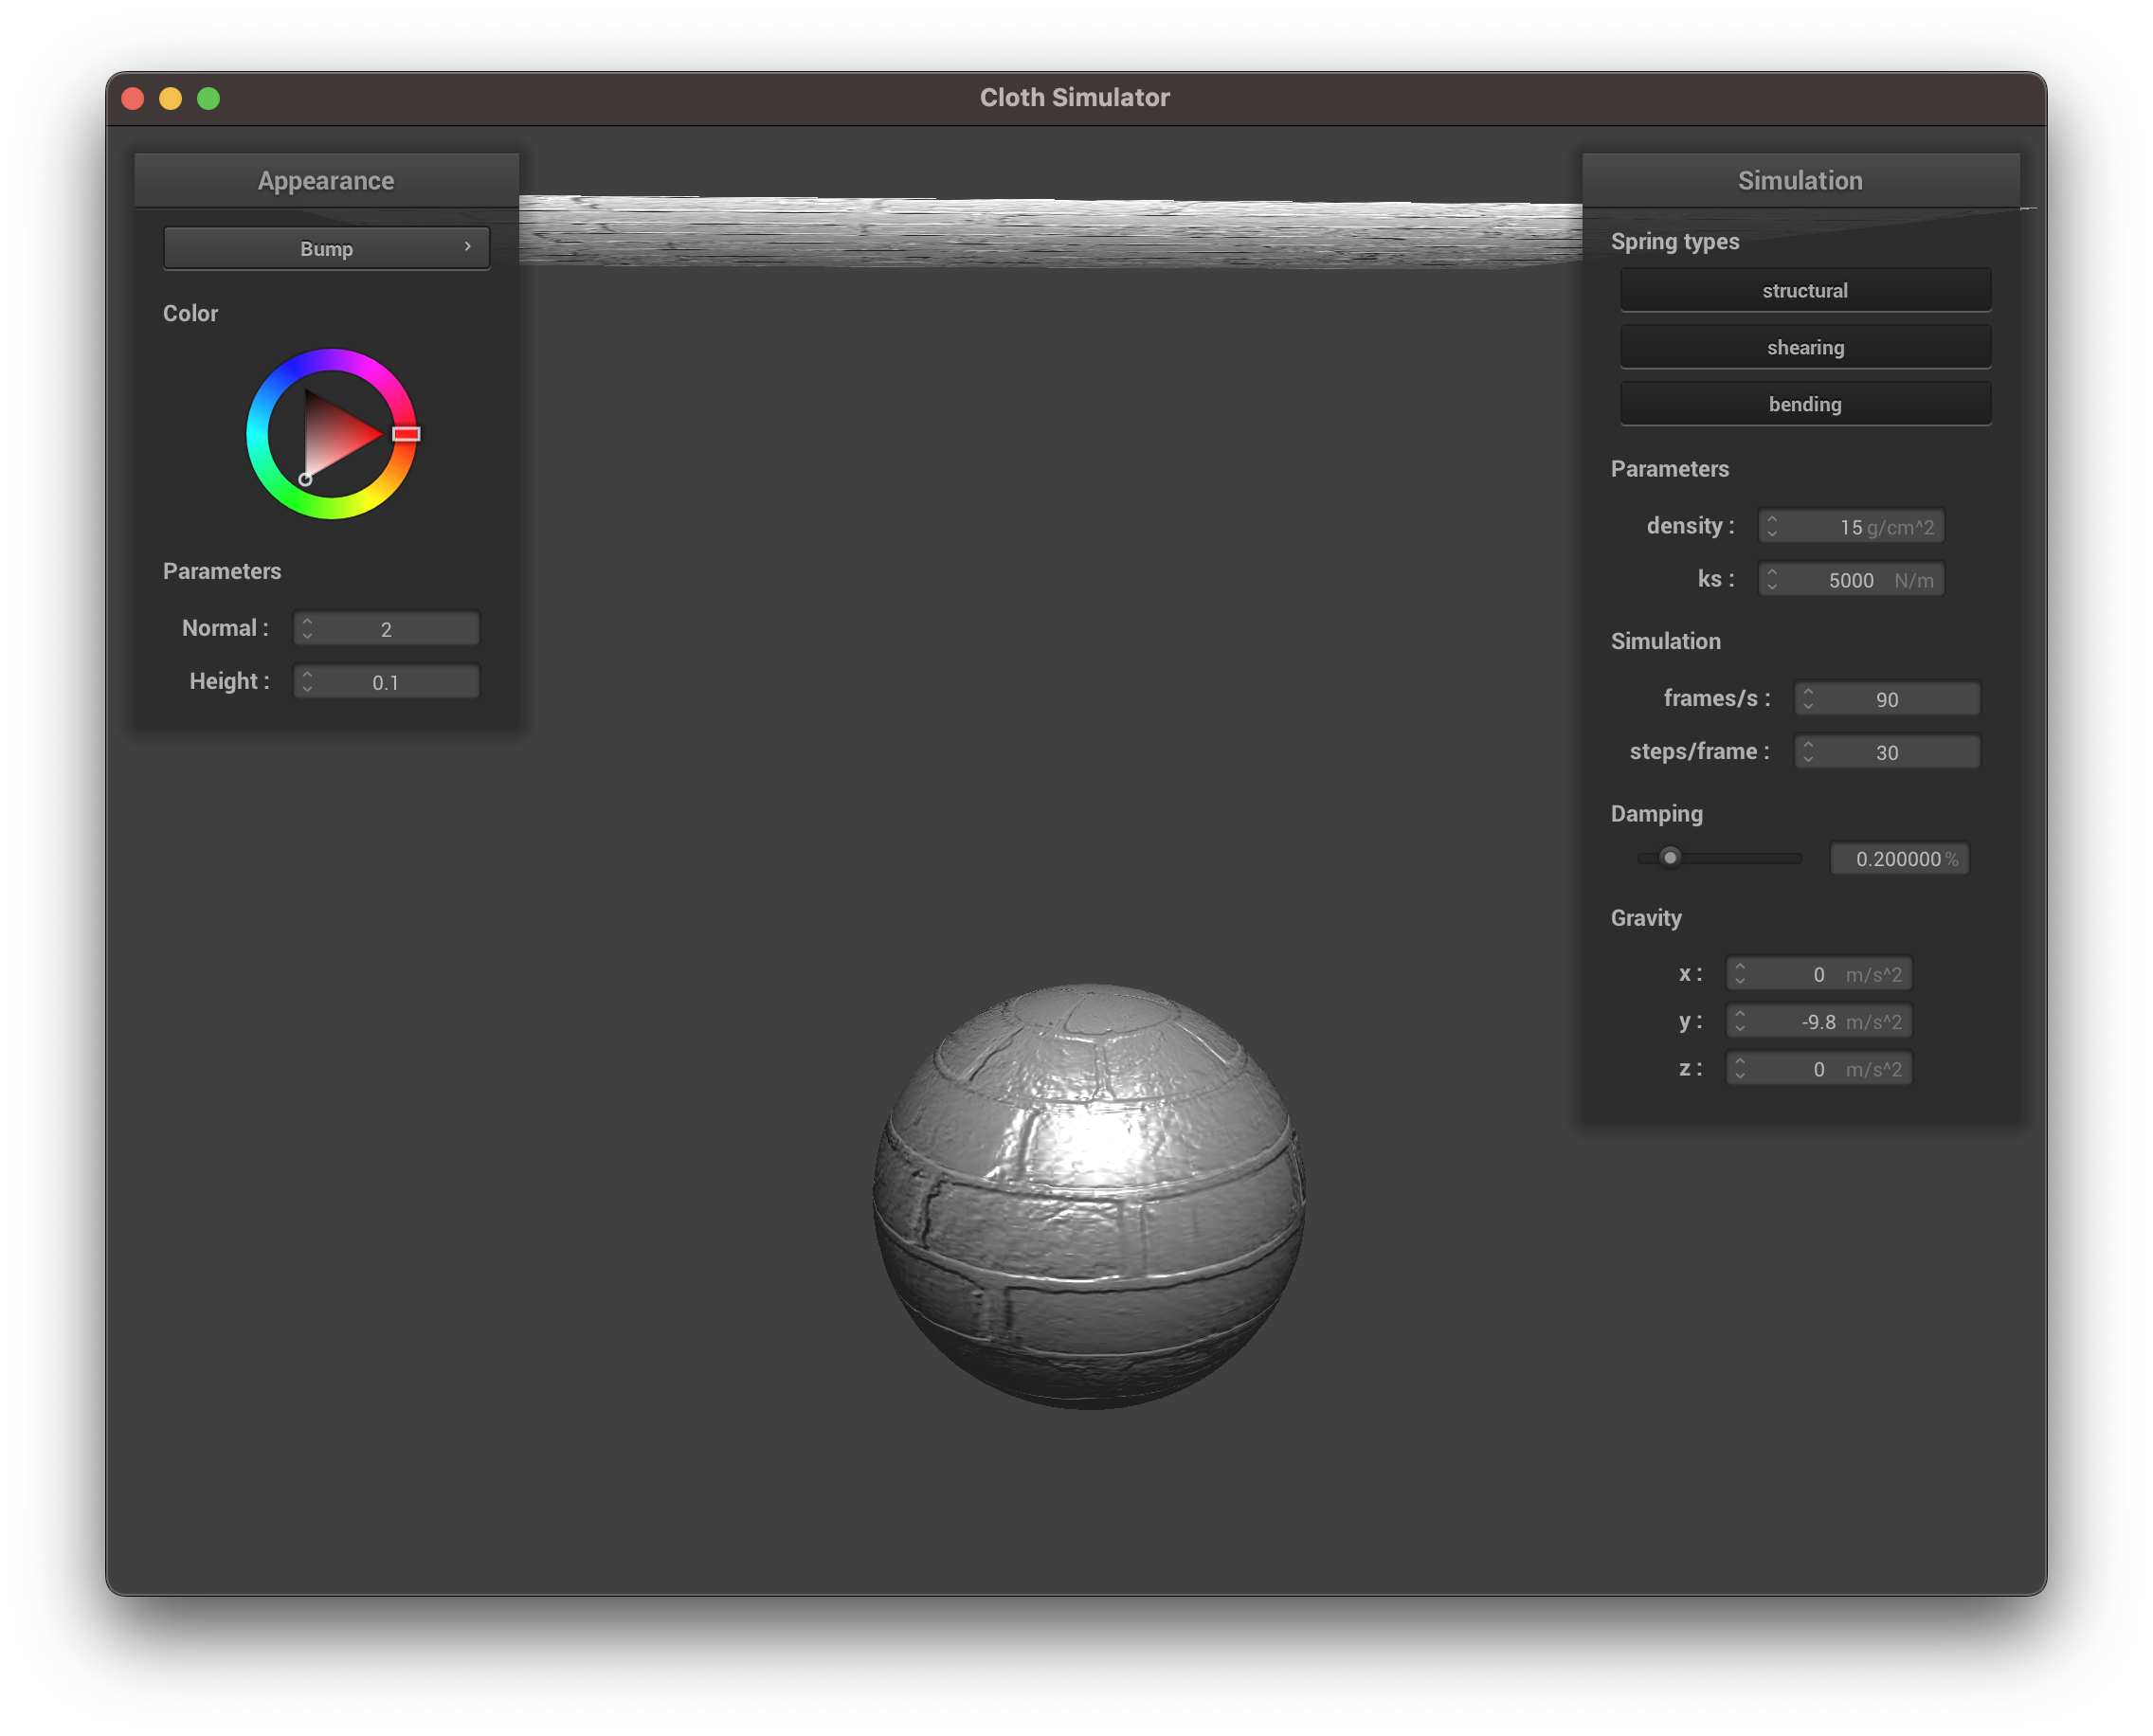 Cloth Simulator
Appearance
Bump
Color
Parameters
Normal : 2
Height : 0.1
Simulation
Spring types
structural
shearing
bending
Parameters
density : 15 g/cm^2
ks : 5000 N/m
Simulation
frames/s : 90
steps/frame : 30
Damping
0.200000 %
Gravity
x : 0 m/s^2
y : -9.8 m/s^2
z : 0 m/s^2